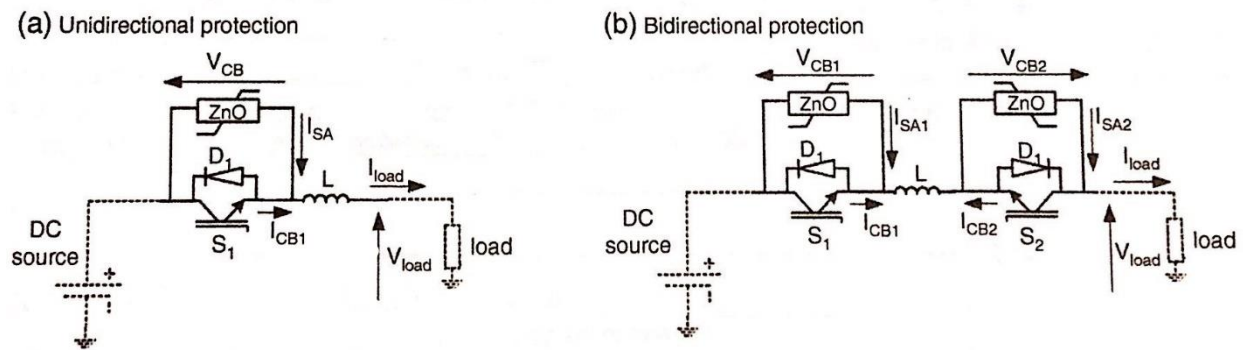 (a) Unidirectional protection
V_CB
ZnO
I_SA
D_1
L
I_load
DC
source
S_1
I_CB1
V_load
load
+
(b) Bidirectional protection
V_CB1
V_CB2
ZnO
ZnO
I_SA1
I_SA2
D_1
L
D_1
I_load
DC
source
S_1
I_CB1
I_CB2
S_2
V_load
load
+